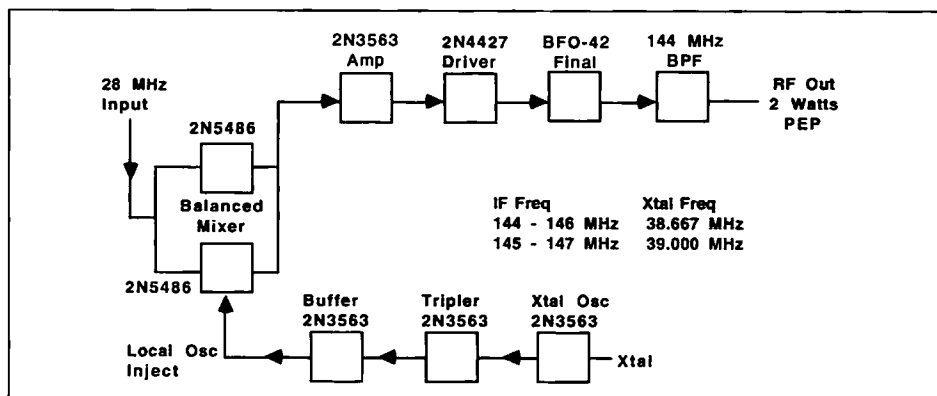 2N3563
Amp
2N4427
Driver
BFO-42
Final
144 MHz
BPF
RF Out
2 Watts
PEP
28 MHz
Input
2N5486
Balanced
Mixer
2N5486
IF Freq
Xtal Freq
144 - 146 MHz
38.667 MHz
145 - 147 MHz
39.000 MHz
Buffer
2N3563
Tripler
2N3563
Xtal Osc
2N3563
Local Osc
Inject
Xtal